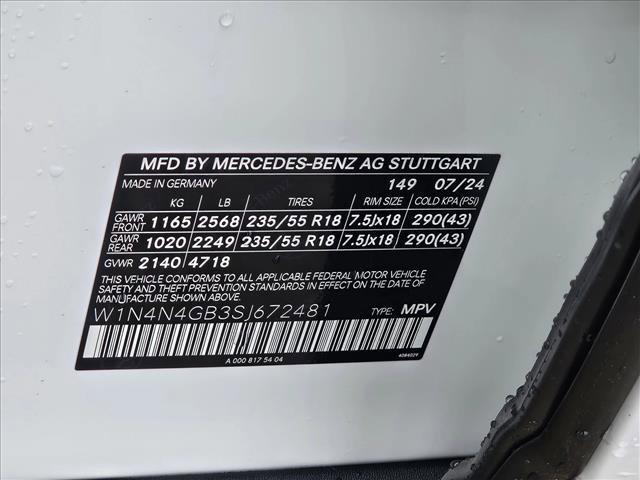 MFD BY MERCEDES-BENZ AG STUTTGART
MADE IN GERMANY 149 07/24
KG LB TIRES RIM SIZE COLD KPA (PSI)
GAWR FRONT 1165 2568 235/55 R18 7.5Jx18 290(43)
GAWR REAR 1020 2249 235/55 R18 7.5Jx18 290(43)
GVWR 2140 4718
THIS VEHICLE CONFORMS TO ALL APPLICABLE FEDERAL MOTOR VEHICLE
SAFETY, BUMPER, AND THEFT PREVENTION STANDARDS IN EFFECT
ON THE DATE OF MANUFACTURE SHOWN ABOVE.
W1N4N4GB3SJ672481 TYPE: MPV
A 000 817 54 04 4084029